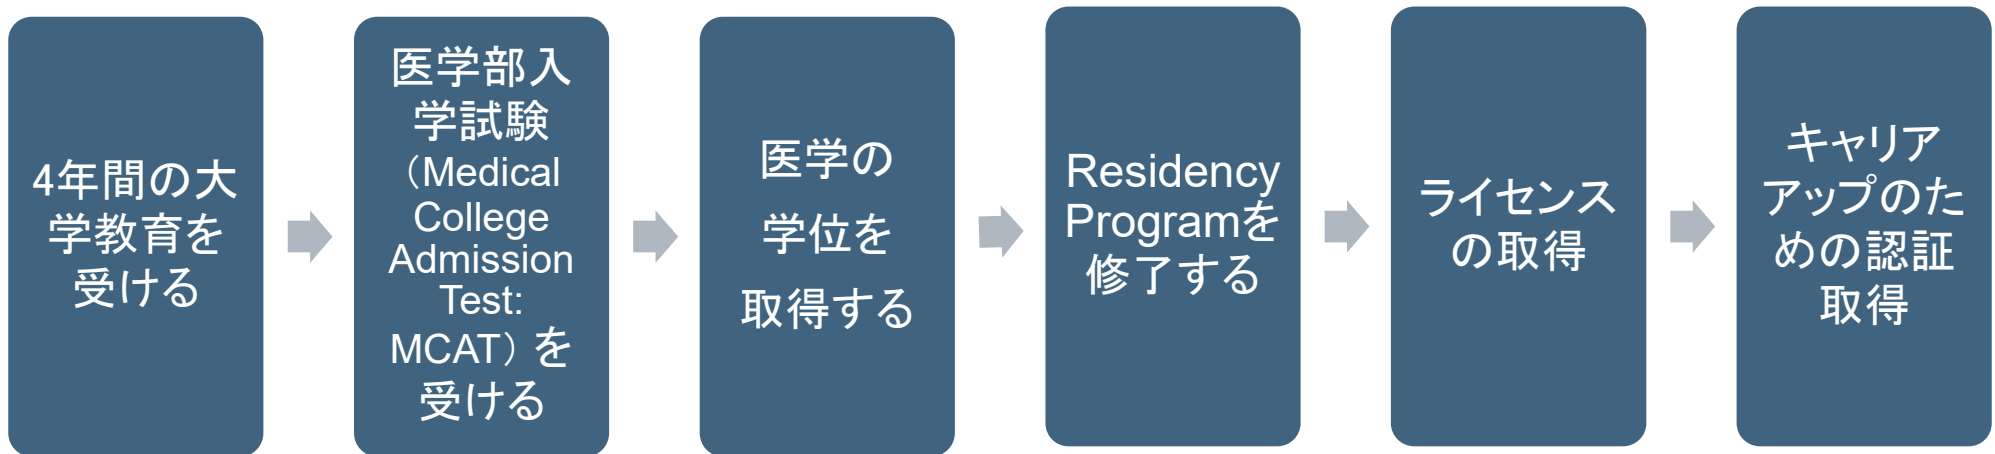 4年間の大
学教育を
受ける
医学部入
学試験
（Medical
College
Admission
Test:
MCAT）を
受ける
医学の
学位を
取得する
Residency
Programを
修了する
ライセンス
の取得
キャリア
アップのた
めの認証
取得